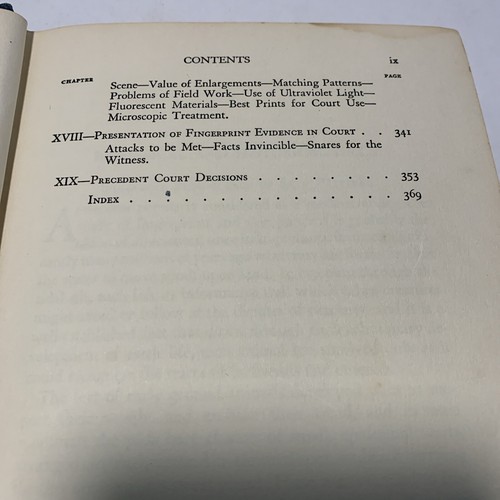 CONTENTS ix
CHAPTER PAGE
Scene—Value of Enlargements—Matching Patterns—
Problems of Field Work—Use of Ultraviolet Light—
Fluorescent Materials—Best Prints for Court Use—
Microscopic Treatment.
XVIII—Presentation of Fingerprint Evidence in Court . . 341
Attacks to be Met—Facts Invincible—Snares for the
Witness.
XIX—Precedent Court Decisions . . . . . . . . 353
Index . . . . . . . . . . . . . . . 369